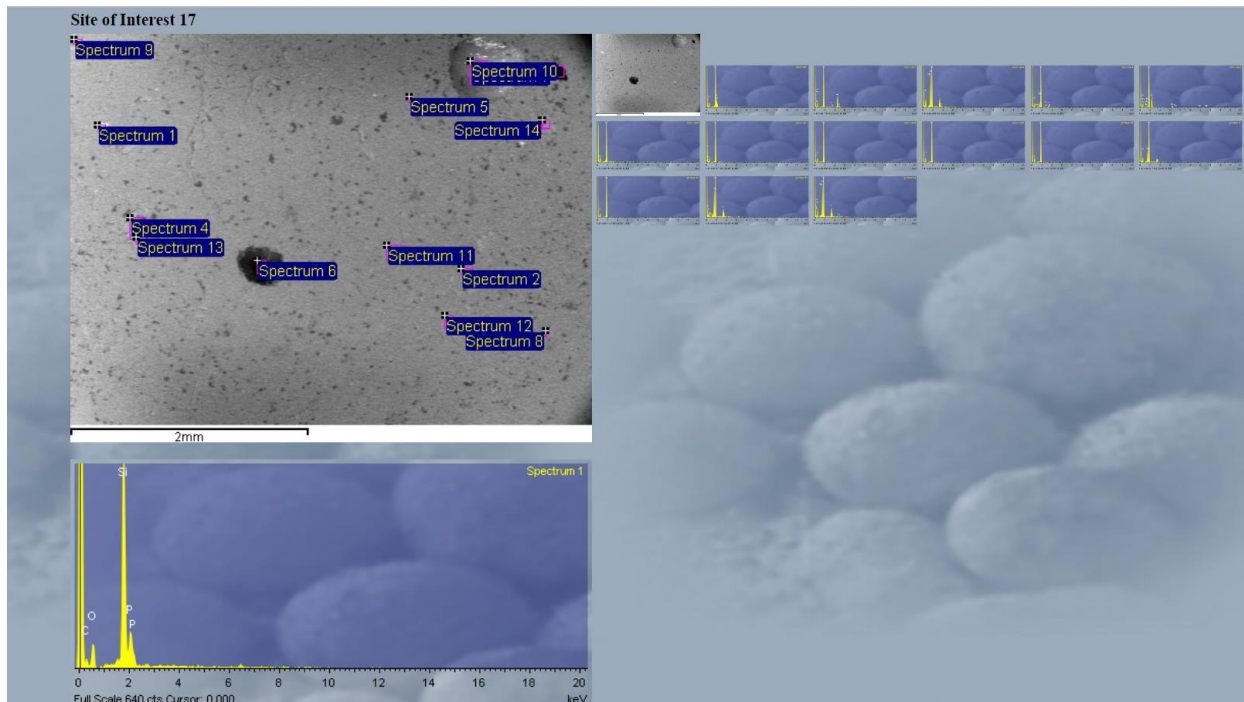 Site of Interest 17
Spectrum 9
Spectrum 10
Spectrum 5
Spectrum 14
Spectrum 1
Spectrum 4
Spectrum 13
Spectrum 11
Spectrum 6
Spectrum 2
Spectrum 12
Spectrum 8
2mm
Spectrum 1
Si
P
O
P
C
0 2 4 6 8 10 12 14 16 18 20
Full Scale 640 cts Cursor: 0.000 keV